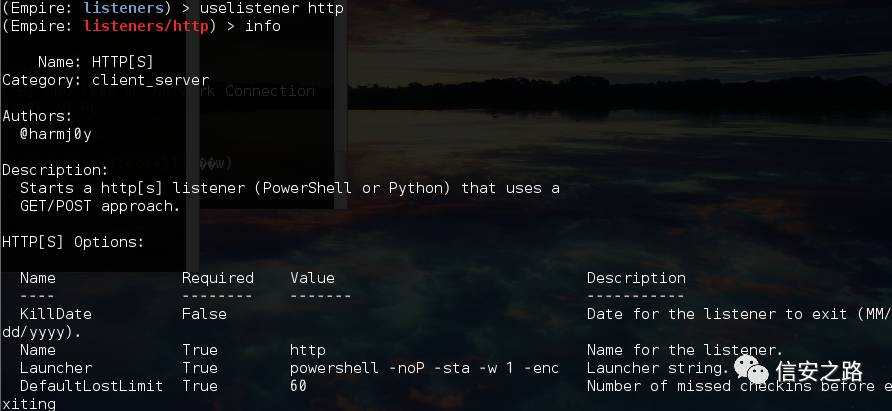 (Empire: listeners) > uselistener http
(Empire: listeners/http) > info
Name: HTTP[S]
Category: client_server
rk Connection
Authors:
@harmj0y
Description:
Starts a http[s] listener (PowerShell or Python) that uses a
GET/POST approach.
HTTP[S] Options:
Name Required Value Description
---- -------- ------- -----------
KillDate False Date for the listener to exit (MM/
dd/yyyy).
Name True http Name for the listener.
Launcher True powershell -noP -sta -w 1 -enc Launcher string.
DefaultLostLimit True 60 Number of missed checkins before e
xiting
信安之路